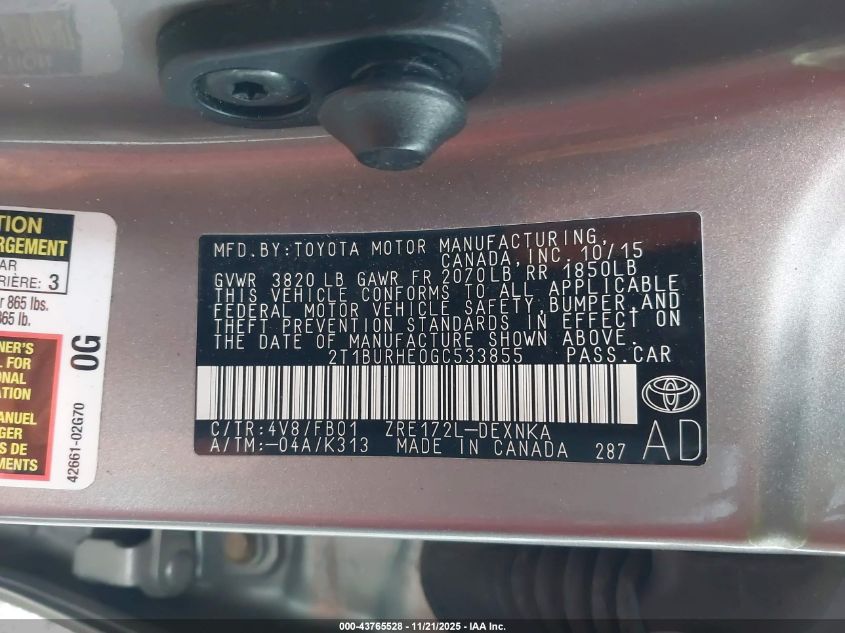 TION
RGEMENT
AR
RIÈRE: 3
865 lbs.
865 lb.
NER'S
L FOR
ONAL
ATION
ANUEL
GER
S DE
MATION
0G
42661-02G70
MFD.BY:TOYOTA MOTOR MANUFACTURING,
CANADA,INC. 10/15
GVWR 3820 LB GAWR FR 2070LB RR 1850LB
THIS VEHICLE CONFORMS TO ALL APPLICABLE
FEDERAL MOTOR VEHICLE SAFETY,BUMPER,AND
THEFT PREVENTION STANDARDS IN EFFECT ON
THE DATE OF MANUFACTURE SHOWN ABOVE.
2T1BURHE0GC533855 PASS.CAR
C/TR:4V8/FB01 ZRE172L-DEXNKA
A/TM:-04A/K313 MADE IN CANADA 287
AD
000-43765528 - 11/21/2025 - IAA Inc.